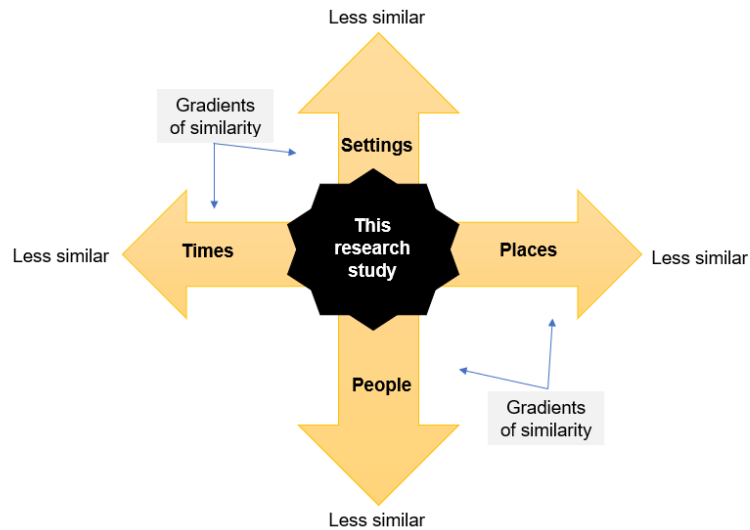 Less similar
Gradients
of similarity
Settings
This
research
study
Less similar
Times
Places
Less similar
People
Gradients
of similarity
Less similar